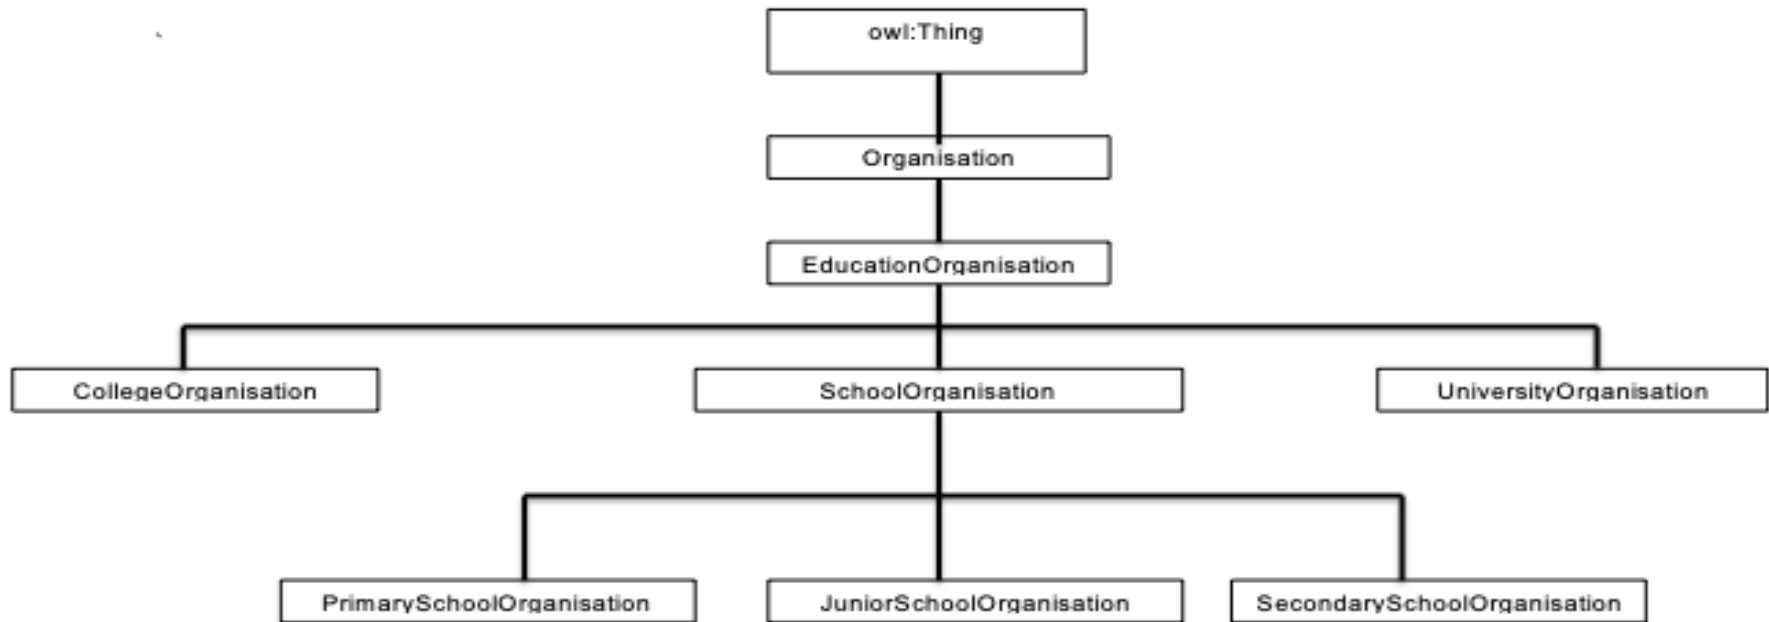 owl:Thing
Organisation
EducationOrganisation
CollegeOrganisation
SchoolOrganisation
UniversityOrganisation
PrimarySchoolOrganisation
JuniorSchoolOrganisation
SecondarySchoolOrganisation